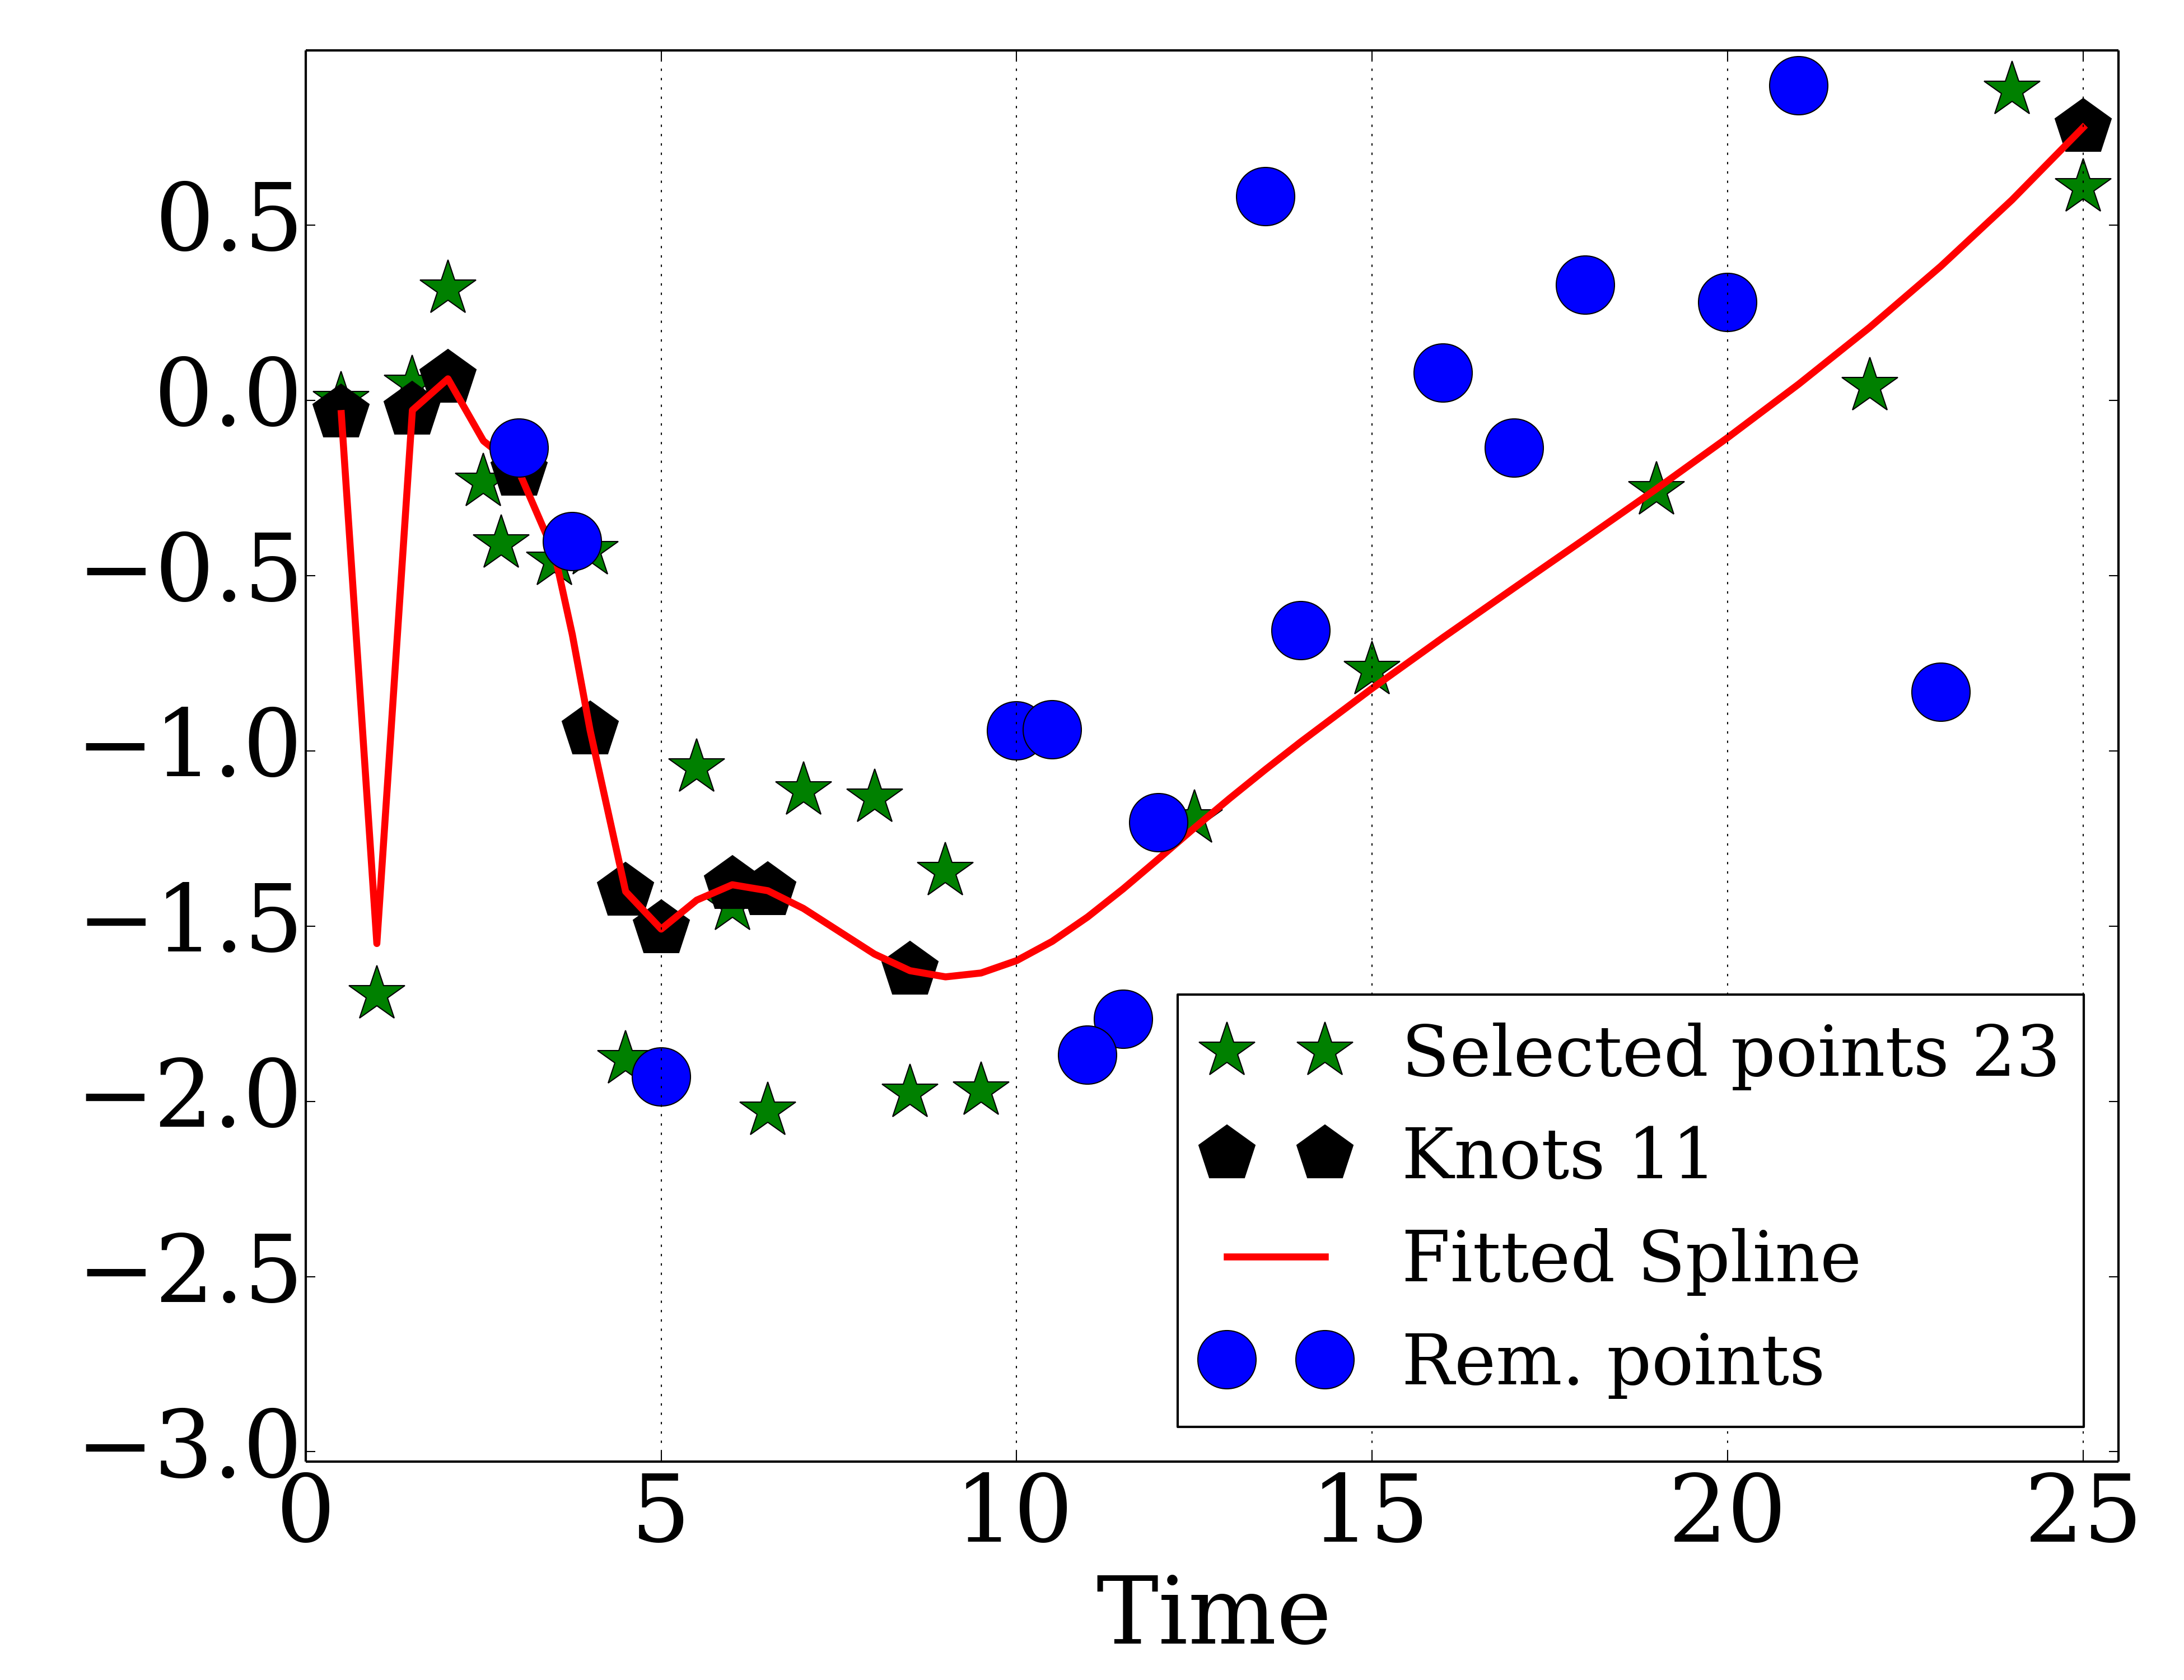 0.5
0.0
−0.5
−1.0
−1.5
−2.0
−2.5
−3.0
0 5 10 15 20 25
Time
Selected points 23
Knots 11
Fitted Spline
Rem. points